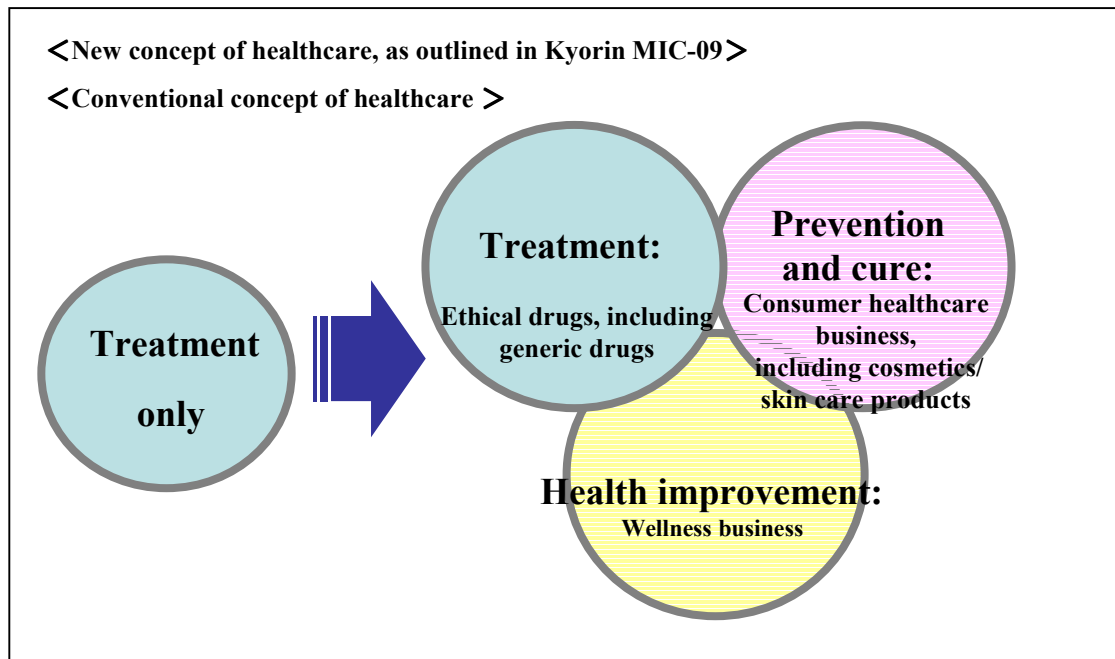 ＜New concept of healthcare, as outlined in Kyorin MIC-09＞
＜Conventional concept of healthcare ＞
Treatment
only
Treatment:
Ethical drugs, including
generic drugs
Prevention
and cure:
Consumer healthcare
business,
including cosmetics/
skin care products
Health improvement:
Wellness business